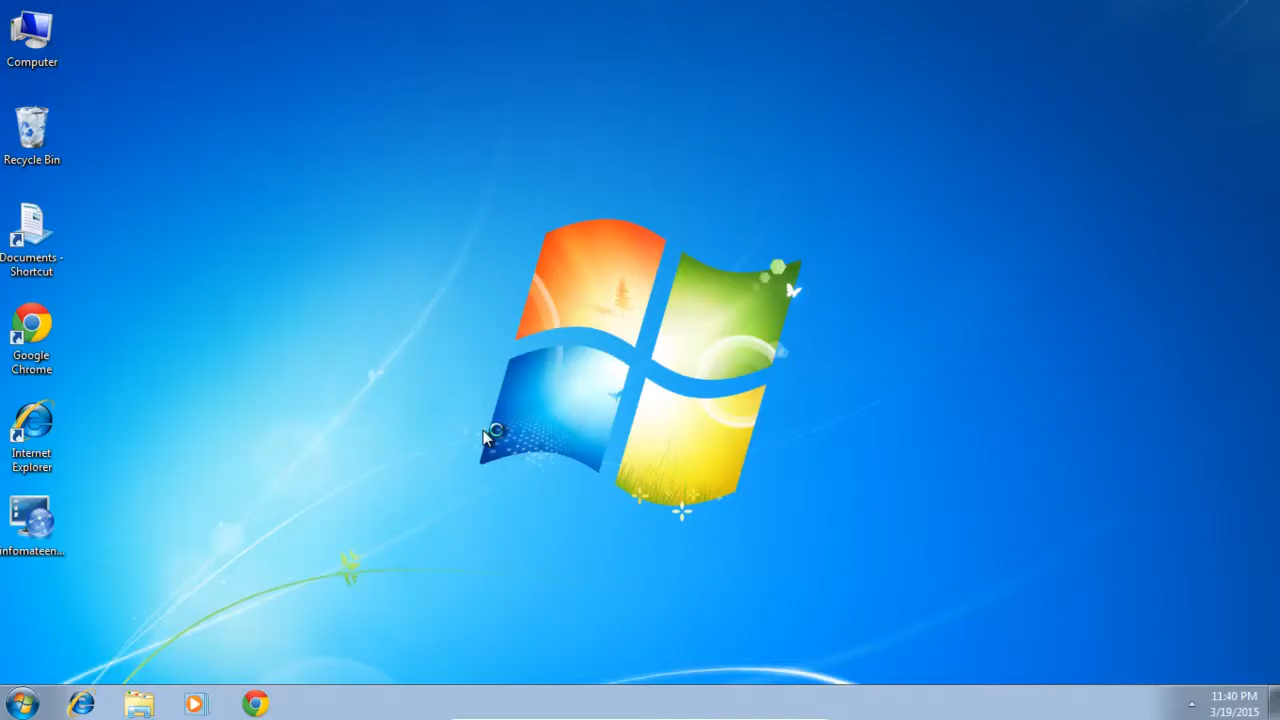 Computer
Recycle Bin
Documents -
Shortcut
Google
Chrome
Internet
Explorer
infomateen...
11:40 PM
3/19/2015